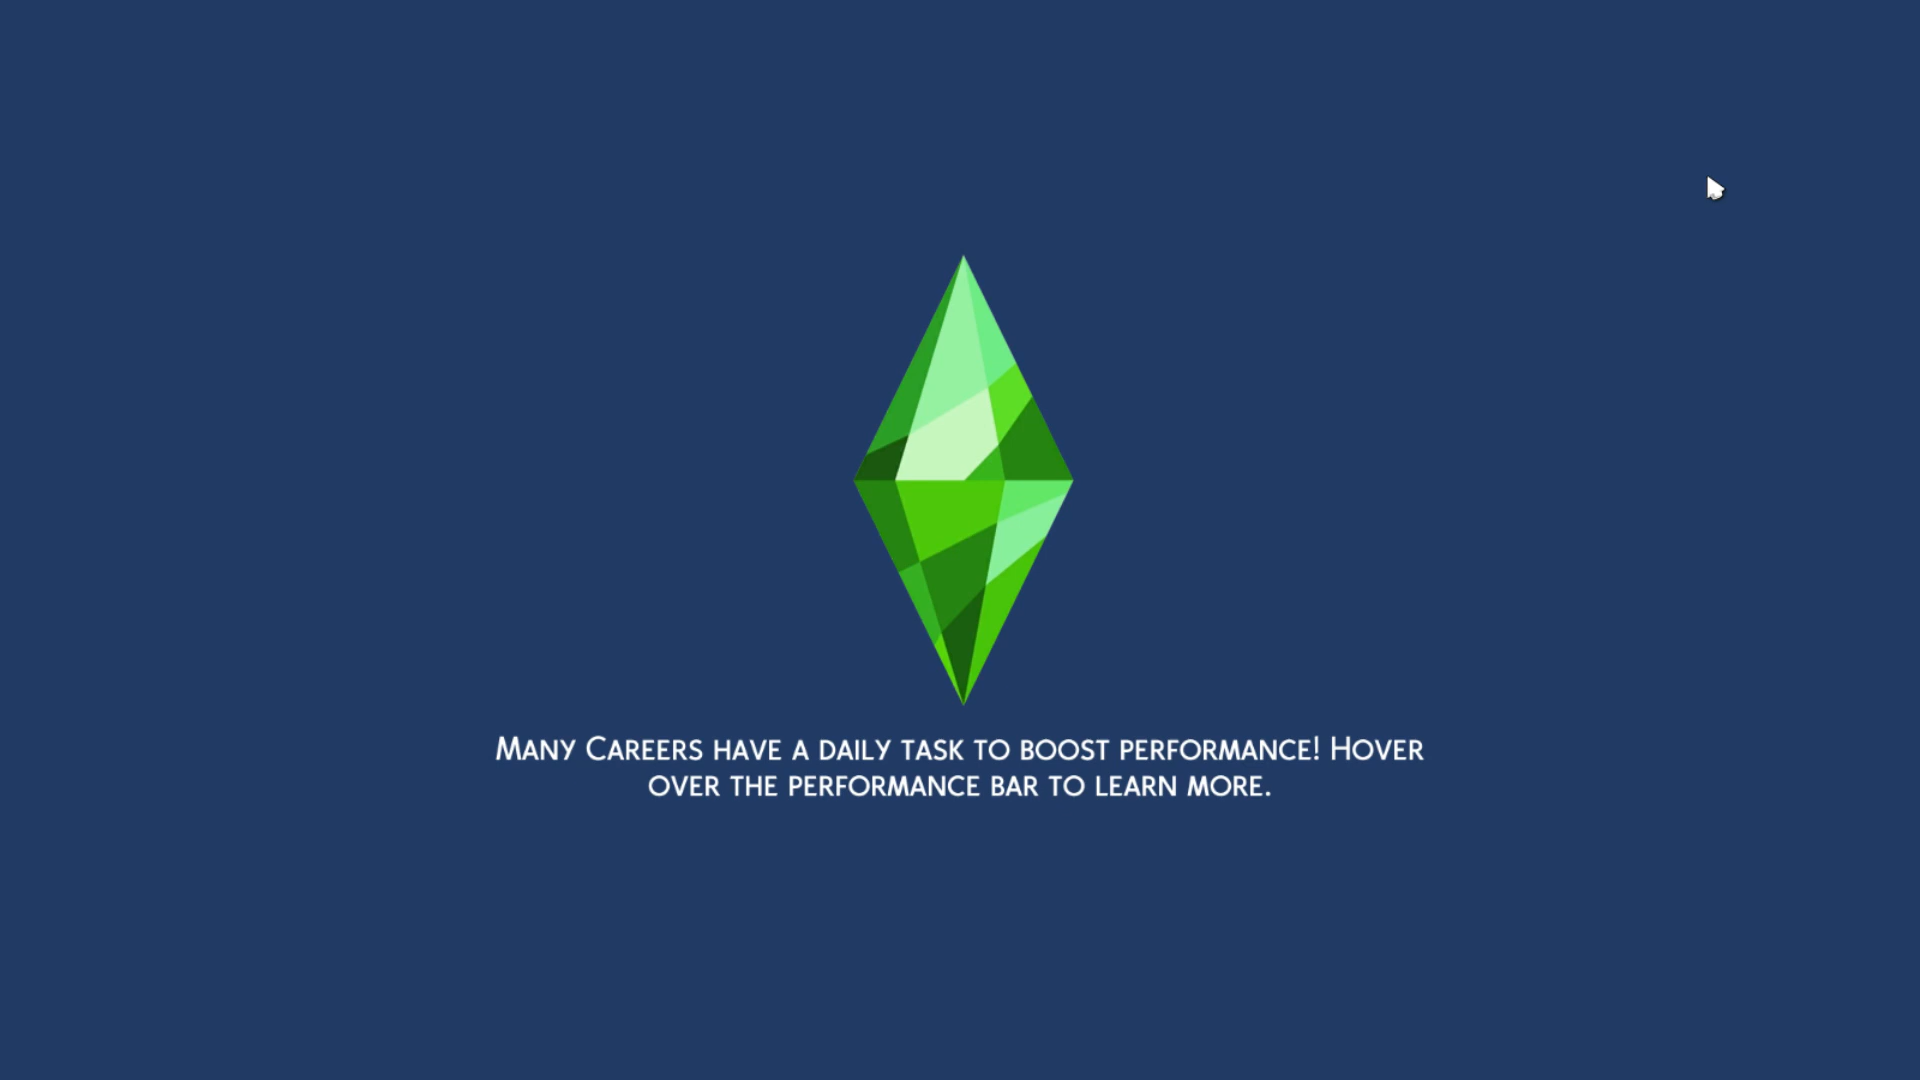 Many Careers have a daily task to boost performance! Hover
over the performance bar to learn more.